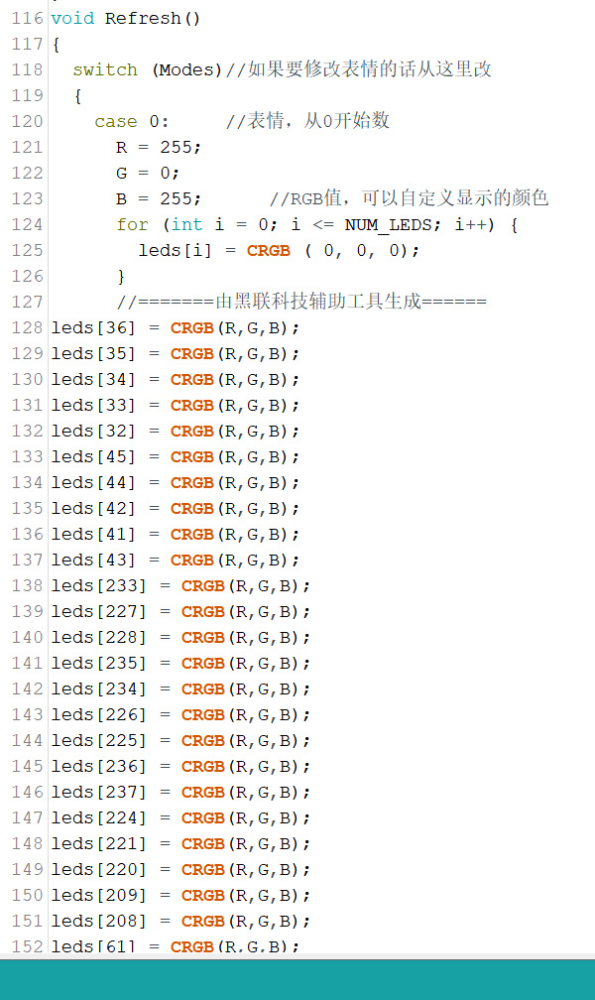 116 void Refresh()
117 {
118 switch (Modes)//如果要修改表情的话从这里改
119 {
120 case 0: //表情，从0开始数
121 R = 255;
122 G = 0;
123 B = 255; //RGB值，可以自定义显示的颜色
124 for (int i = 0; i <= NUM_LEDS; i++) {
125 leds[i] = CRGB ( 0, 0, 0);
126 }
127 //=======由黑联科技辅助工具生成======
128 leds[36] = CRGB(R,G,B);
129 leds[35] = CRGB(R,G,B);
130 leds[34] = CRGB(R,G,B);
131 leds[33] = CRGB(R,G,B);
132 leds[32] = CRGB(R,G,B);
133 leds[45] = CRGB(R,G,B);
134 leds[44] = CRGB(R,G,B);
135 leds[42] = CRGB(R,G,B);
136 leds[41] = CRGB(R,G,B);
137 leds[43] = CRGB(R,G,B);
138 leds[233] = CRGB(R,G,B);
139 leds[227] = CRGB(R,G,B);
140 leds[228] = CRGB(R,G,B);
141 leds[235] = CRGB(R,G,B);
142 leds[234] = CRGB(R,G,B);
143 leds[226] = CRGB(R,G,B);
144 leds[225] = CRGB(R,G,B);
145 leds[236] = CRGB(R,G,B);
146 leds[237] = CRGB(R,G,B);
147 leds[224] = CRGB(R,G,B);
148 leds[221] = CRGB(R,G,B);
149 leds[220] = CRGB(R,G,B);
150 leds[209] = CRGB(R,G,B);
151 leds[208] = CRGB(R,G,B);
152 leds[61] = CRGB(R,G,B);